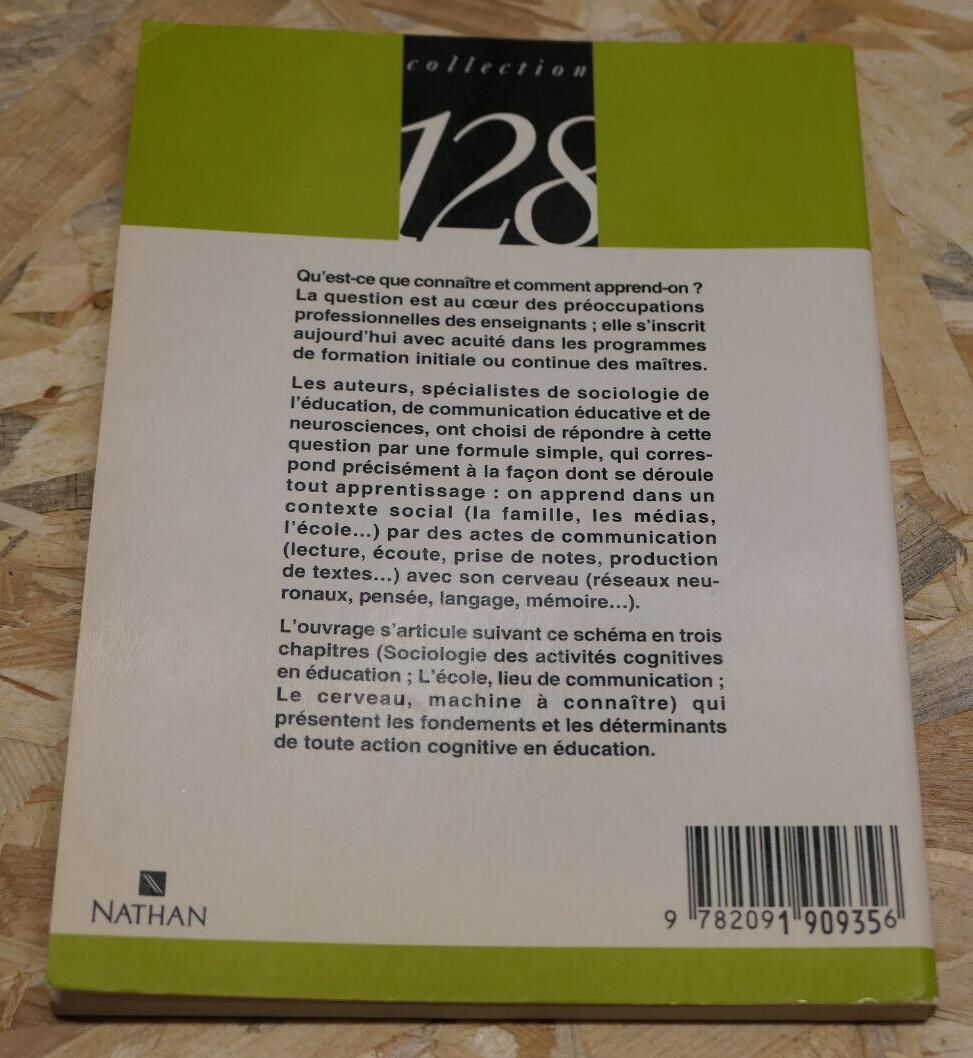 collection
128
Qu'est-ce que connaître et comment apprend-on ?
La question est au cœur des préoccupations
professionnelles des enseignants ; elle s'inscrit
aujourd'hui avec acuité dans les programmes
de formation initiale ou continue des maîtres.
Les auteurs, spécialistes de sociologie de
l'éducation, de communication éducative et de
neurosciences, ont choisi de répondre à cette
question par une formule simple, qui corres-
pond précisément à la façon dont se déroule
tout apprentissage : on apprend dans un
contexte social (la famille, les médias,
l'école...) par des actes de communication
(lecture, écoute, prise de notes, production
de textes...) avec son cerveau (réseaux neu-
ronaux, pensée, langage, mémoire...).
L'ouvrage s'articule suivant ce schéma en trois
chapitres (Sociologie des activités cognitives
en éducation ; L'école, lieu de communication ;
Le cerveau, machine à connaître) qui
présentent les fondements et les déterminants
de toute action cognitive en éducation.
NATHAN
9 782091 909356